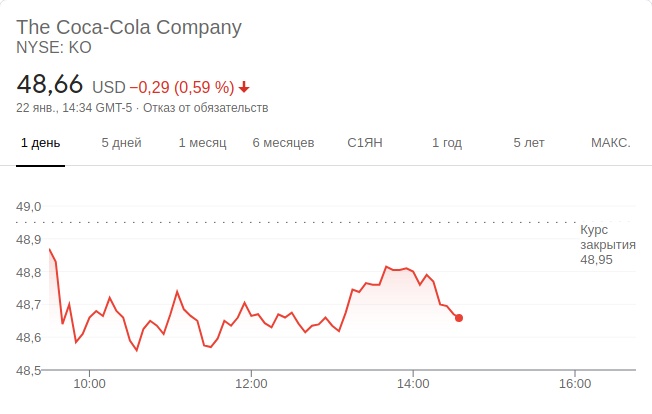 The Coca-Cola Company
NYSE: KO
48,66 USD −0,29 (0,59 %)
22 янв., 14:34 GMT-5 · Отказ от обязательств
1 день 5 дней 1 месяц 6 месяцев С1ЯН 1 год 5 лет МАКС.
49,0
48,9
48,8
48,7
48,6
48,5
Курс
закрытия
48,95
10:00 12:00 14:00 16:00